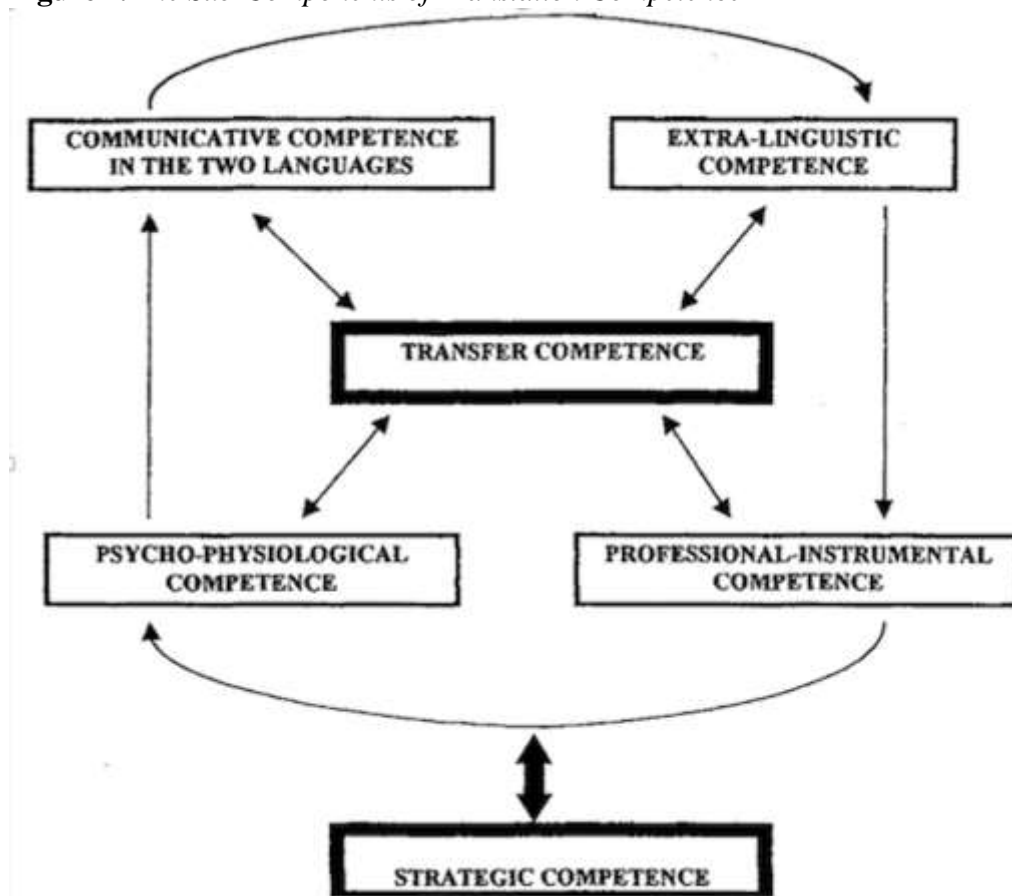 COMMUNICATIVE COMPETENCE
IN THE TWO LANGUAGES
EXTRA-LINGUISTIC
COMPETENCE
TRANSFER COMPETENCE
PSYCHO-PHYSIOLOGICAL
COMPETENCE
PROFESSIONAL-INSTRUMENTAL
COMPETENCE
STRATEGIC COMPETENCE